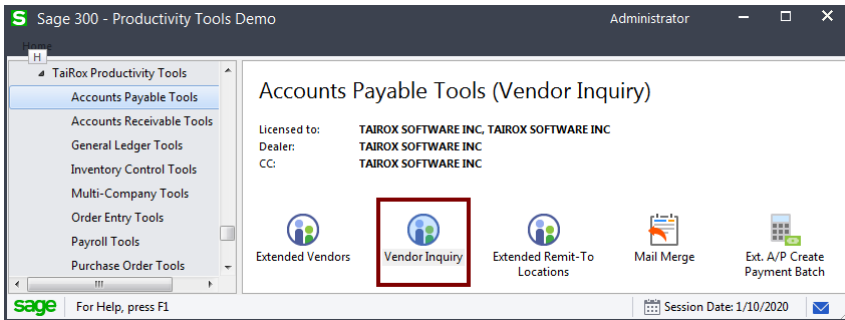 S Sage 300 - Productivity Tools Demo
Administrator
Home
H
TaiRox Productivity Tools
Accounts Payable Tools
Accounts Receivable Tools
General Ledger Tools
Inventory Control Tools
Multi-Company Tools
Order Entry Tools
Payroll Tools
Purchase Order Tools
Accounts Payable Tools (Vendor Inquiry)
Licensed to: TAIROX SOFTWARE INC, TAIROX SOFTWARE INC
Dealer: TAIROX SOFTWARE INC
CC: TAIROX SOFTWARE INC
Extended Vendors
Vendor Inquiry
Extended Remit-To
Locations
Mail Merge
Ext. A/P Create
Payment Batch
sage For Help, press F1
Session Date: 1/10/2020